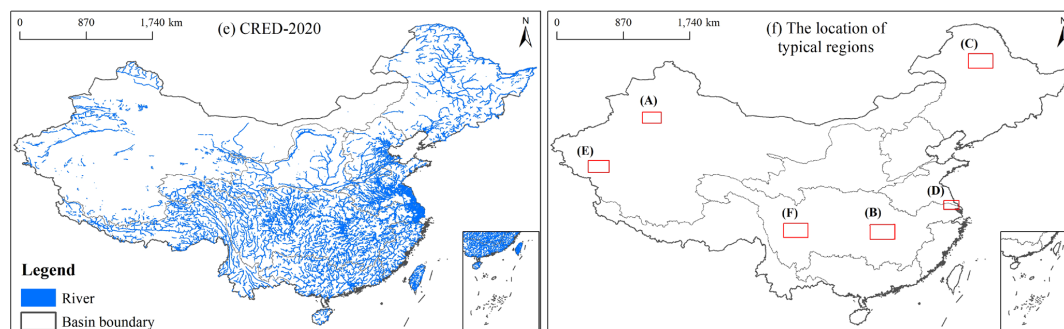 0 870 1,740 km
(e) CRED-2020
N
Legend
River
Basin boundary
0 870 1,740 km
(f) The location of
typical regions
N
(C)
(A)
(E)
(D)
(F)
(B)